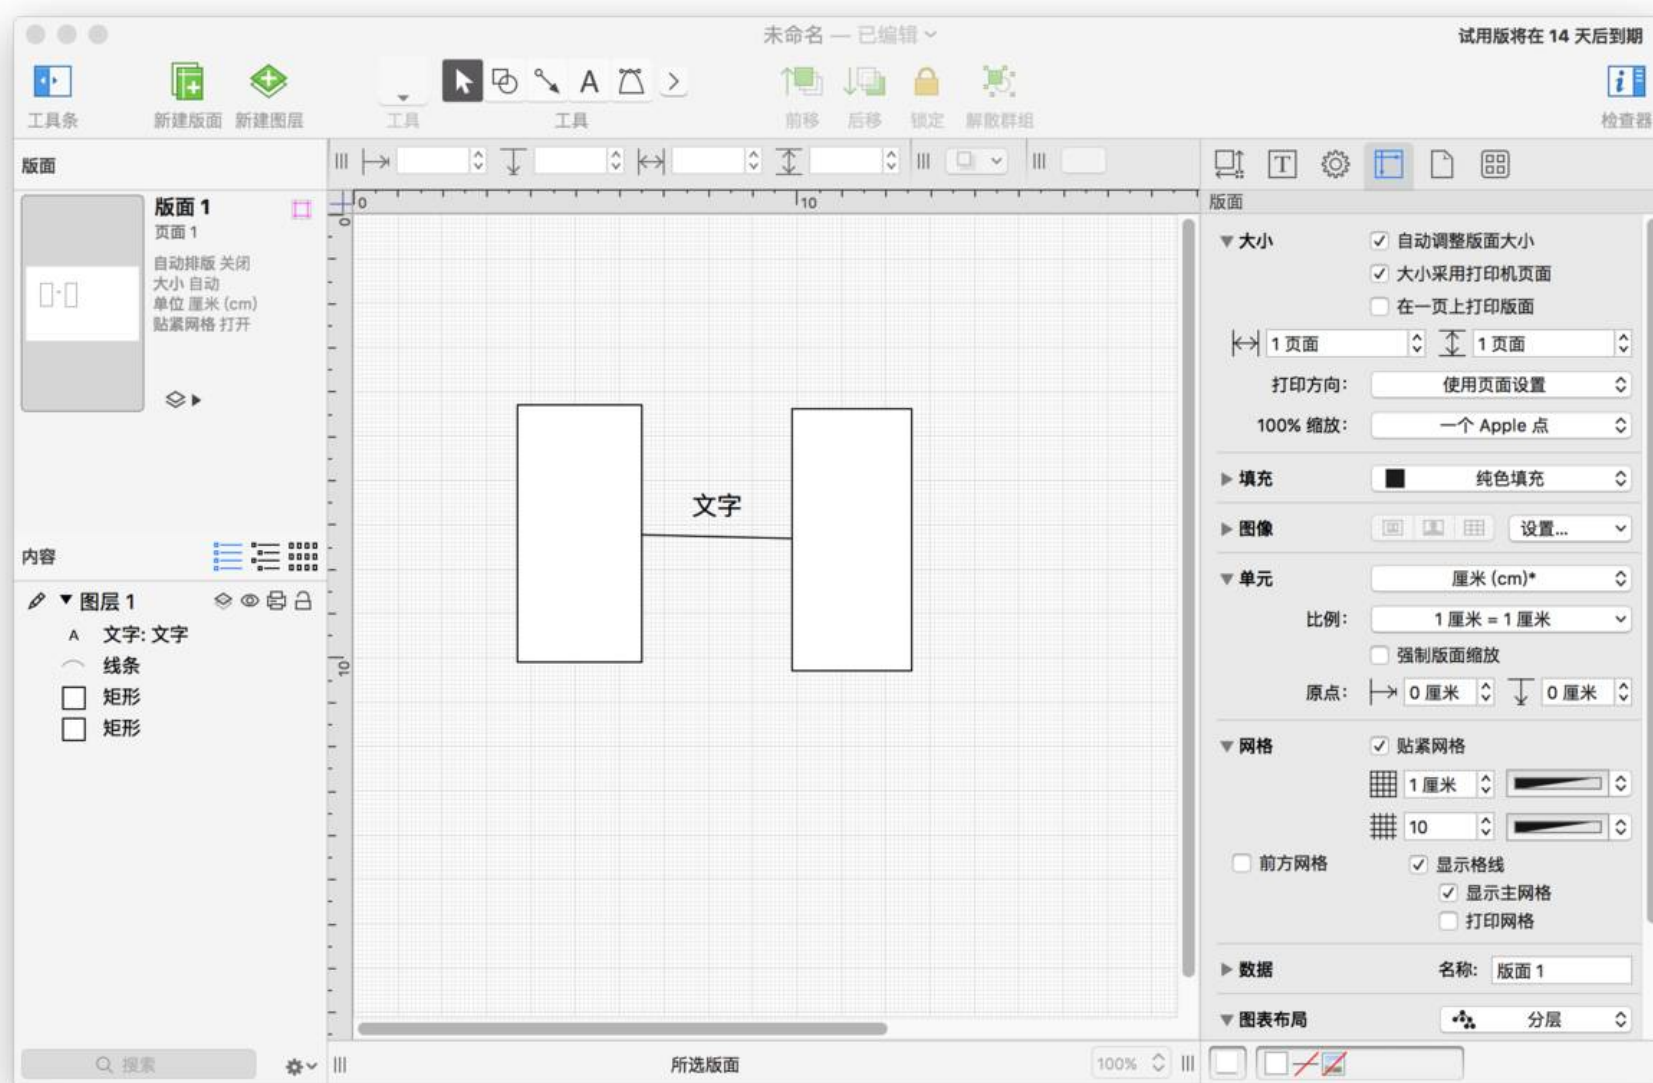 未命名 — 已编辑
试用版将在 14 天后到期
工具条
新建版面
新建图层
工具
A
工具
前移
后移
锁定
解散群组
检查器
版面
版面 1
页面 1
自动排版 关闭
大小 自动
单位 厘米 (cm)
贴紧网格 打开
内容
图层 1
A 文字: 文字
线条
矩形
矩形
搜索
0
10
0
10
文字
所选版面
100%
T
版面
大小
自动调整版面大小
大小采用打印机页面
在一页上打印版面
1 页面
1 页面
打印方向:
使用页面设置
100% 缩放:
一个 Apple 点
填充
纯色填充
图像
设置...
单元
厘米 (cm)*
比例:
1 厘米 = 1 厘米
强制版面缩放
原点:
0 厘米
0 厘米
网格
贴紧网格
1 厘米
10
前方网格
显示格线
显示主网格
打印网格
数据
名称:
版面 1
图表布局
分层